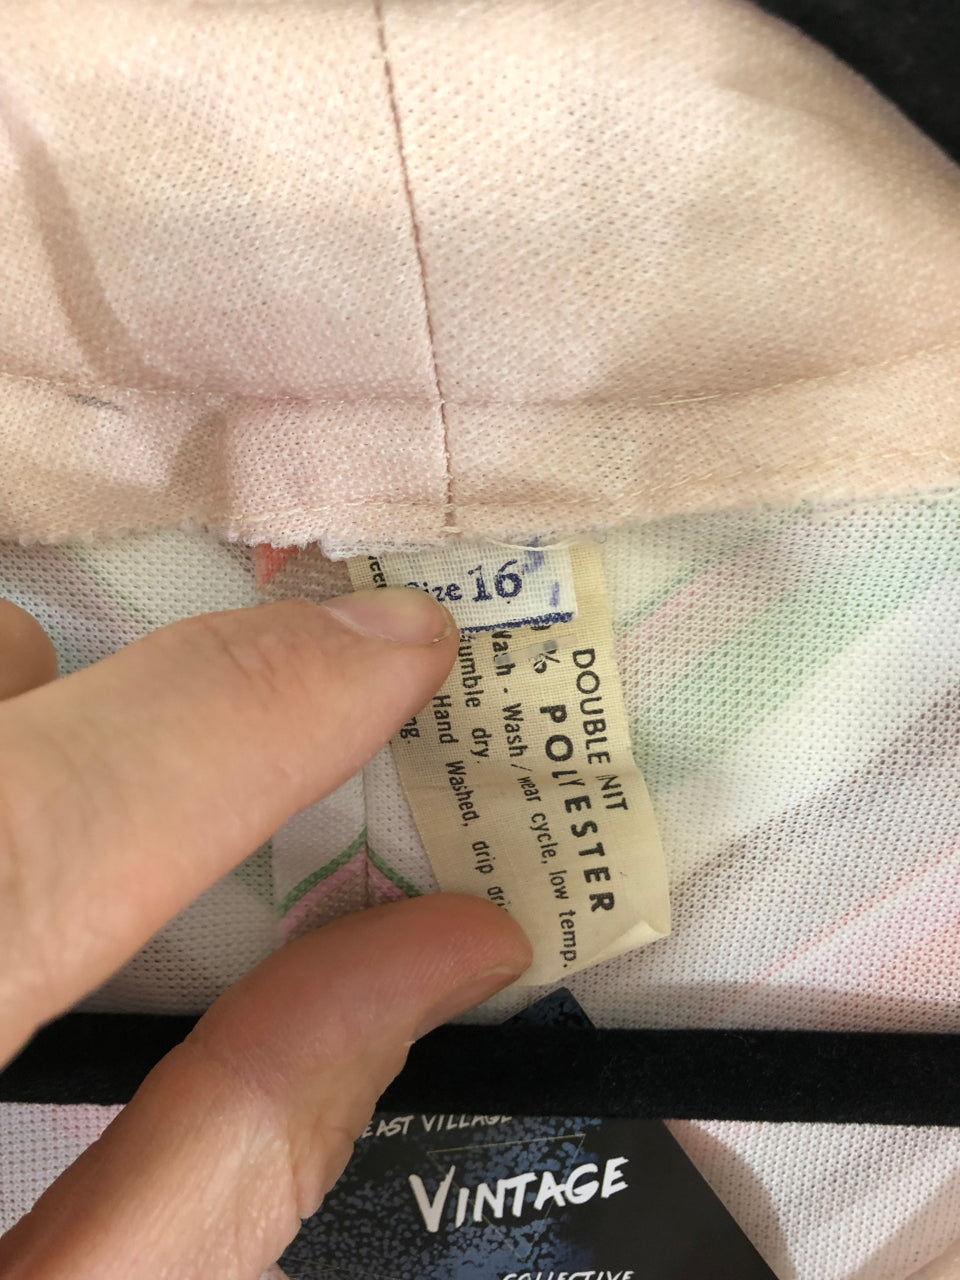 Size 16
DOUBLE NIT
% POLYESTER
Wash - Wash / wear cycle, low temp.
Tumble dry
Hand Washed, drip
EAST VILLAGE
VINTAGE
COLLECTIVE